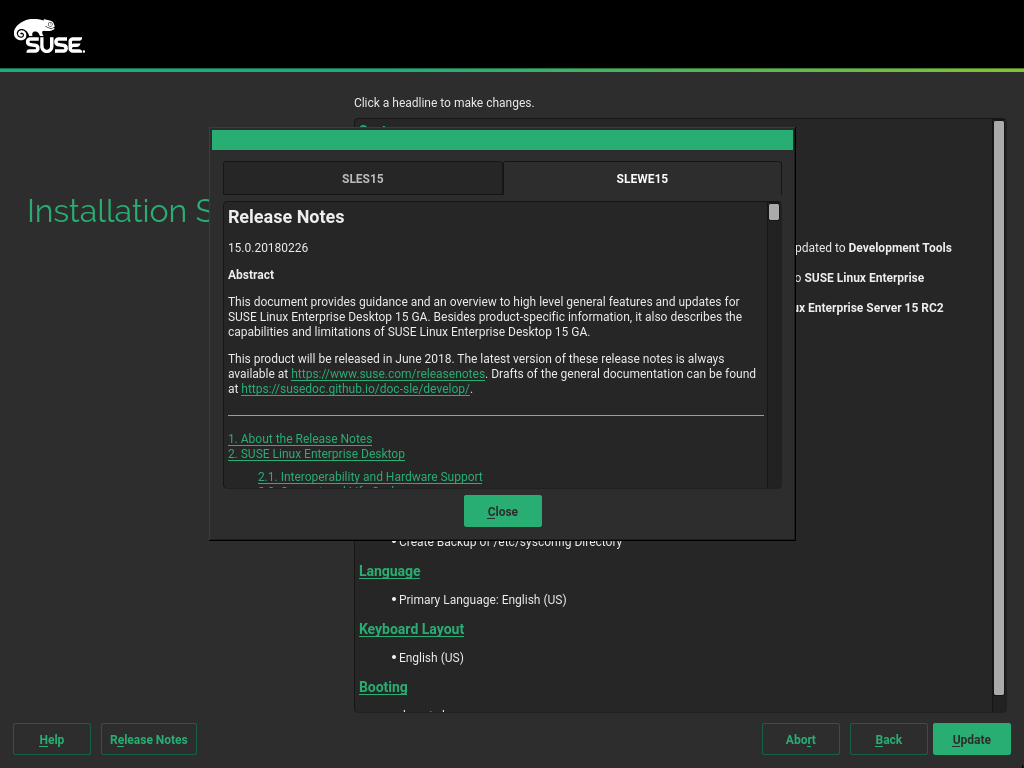 SUSE
Click a headline to make changes.
SLES15
SLEWE15
Installation S
Release Notes
15.0.20180226
Abstract
This document provides guidance and an overview to high level general features and updates for
SUSE Linux Enterprise Desktop 15 GA. Besides product-specific information, it also describes the
capabilities and limitations of SUSE Linux Enterprise Desktop 15 GA.
This product will be released in June 2018. The latest version of these release notes is always
available at https://www.suse.com/releasenotes. Drafts of the general documentation can be found
at https://susedoc.github.io/doc-sle/develop/.
1. About the Release Notes
2. SUSE Linux Enterprise Desktop
2.1. Interoperability and Hardware Support
Close
pdated to Development Tools
o SUSE Linux Enterprise
ux Enterprise Server 15 RC2
• Create Backup of /etc/sysconfig Directory
Language
• Primary Language: English (US)
Keyboard Layout
• English (US)
Booting
Help
Release Notes
Abort
Back
Update